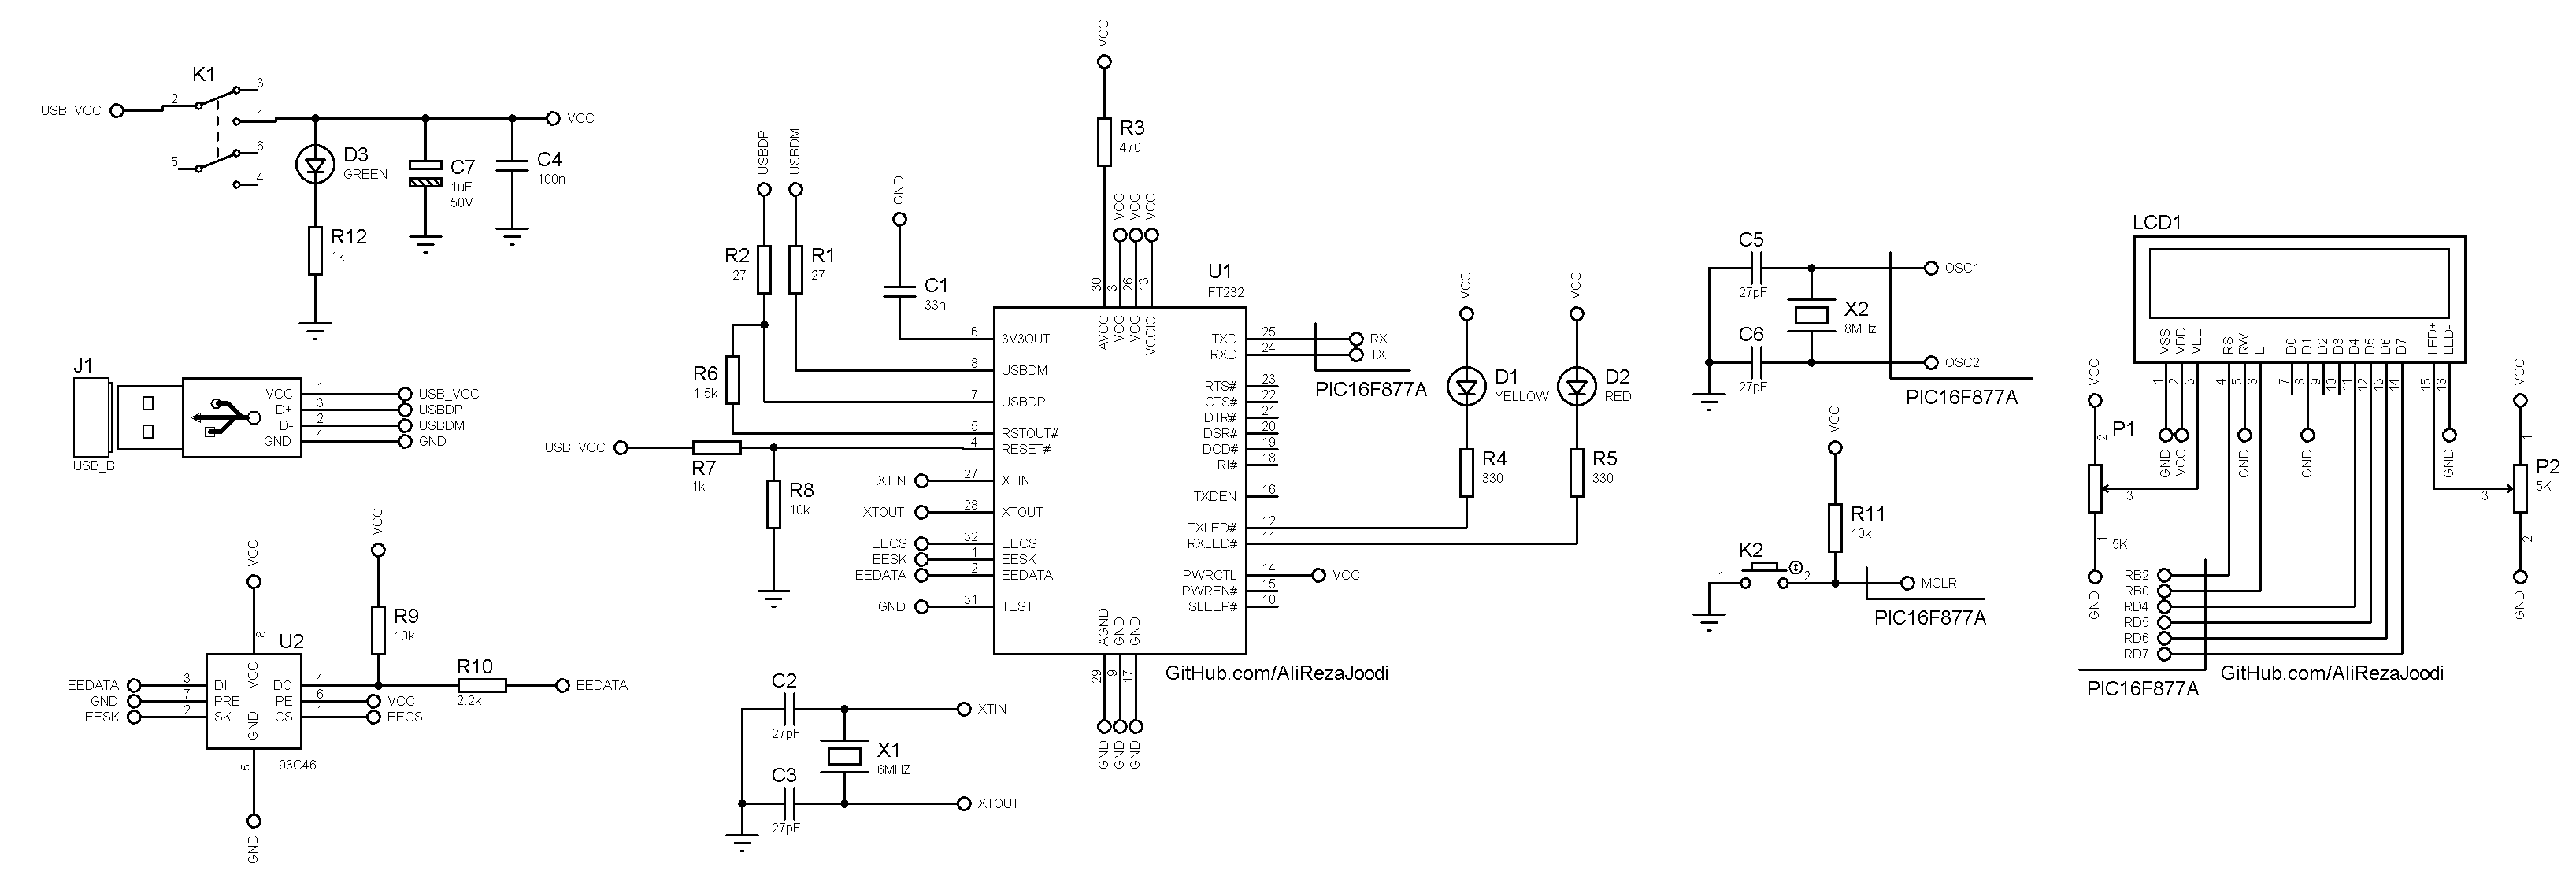 K1
USB_VCC
2
3
1
5
6
4
VCC
D3
GREEN
C7
1uF
50V
C4
100n
R12
1k
J1
USB_B
VCC 1 USB_VCC
D+ 3 USBDP
D- 2 USBDM
GND 4 GND
VCC
VCC
R9
10k
U2
8
VCC
R10
2.2k
EEDATA
EEDATA 3 DI
GND 7 PRE
EESK 2 SK
DO 4
PE 6 VCC
CS 1 EECS
GND
5
93C46
GND
USBDP
USBDM
R2
27
R1
27
R6
1.5k
USB_VCC
R7
1k
R8
10k
GND
C1
33n
VCC
R3
470
VCC
VCC
VCC
30
3
26
13
U1
FT232
AVCC
VCC
VCC
VCCIO
6 3V3OUT
8 USBDM
7 USBDP
5 RSTOUT#
4 RESET#
XTIN 27 XTIN
XTOUT 28 XTOUT
EECS 32 EECS
EESK 1 EESK
EEDATA 2 EEDATA
GND 31 TEST
TXD 25 RX
RXD 24 TX
PIC16F877A
RTS# 23
CTS# 22
DTR# 21
DSR# 20
DCD# 19
RI# 18
TXDEN 16
TXLED# 12
RXLED# 11
PWRCTL 14 VCC
PWREN# 15
SLEEP# 10
AGND
GND
GND
29
9
17
GND
GND
GND
GitHub.com/AliRezaJoodi
C2
27pF
XTIN
X1
6MHZ
C3
27pF
XTOUT
VCC
D1
YELLOW
R4
330
VCC
D2
RED
R5
330
C5
27pF
OSC1
X2
8MHz
C6
27pF
OSC2
PIC16F877A
VCC
R11
10k
K2
1
2
MCLR
PIC16F877A
LCD1
VSS
VDD
VEE
RS
RW
E
D0
D1
D2
D3
D4
D5
D6
D7
LED+
LED-
1
2
3
4
5
6
7
8
9
10
11
12
13
14
15
16
GND
VCC
GND
GND
GND
VCC
P1
2
3
1
5K
GND
VCC
1
P2
5K
3
2
GND
RB2
RB0
RD4
RD5
RD6
RD7
PIC16F877A
GitHub.com/AliRezaJoodi